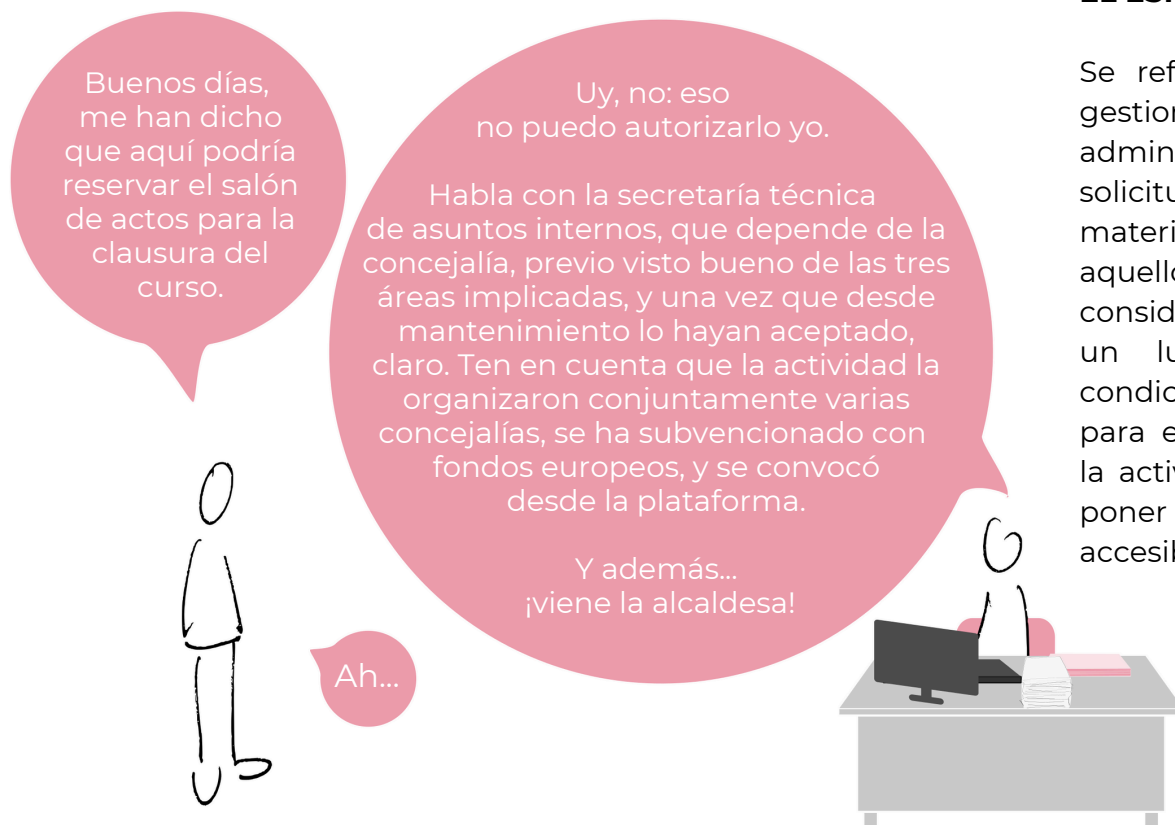 Buenos días,
me han dicho
que aquí podría
reservar el salón
de actos para la
clausura del
curso.
Uy, no: eso
no puedo autorizarlo yo.
Habla con la secretaría técnica
de asuntos internos, que depende de la
concejalía, previo visto bueno de las tres
áreas implicadas, y una vez que desde
mantenimiento lo hayan aceptado,
claro. Ten en cuenta que la actividad la
organizaron conjuntamente varias
concejalías, se ha subvencionado con
fondos europeos, y se convocó
desde la plataforma.
Y además...
¡viene la alcaldesa!
Ah...
Se ref
gestion
admin
solicitu
materi
aquello
consid
un lu
condic
para e
la activ
poner
accesib